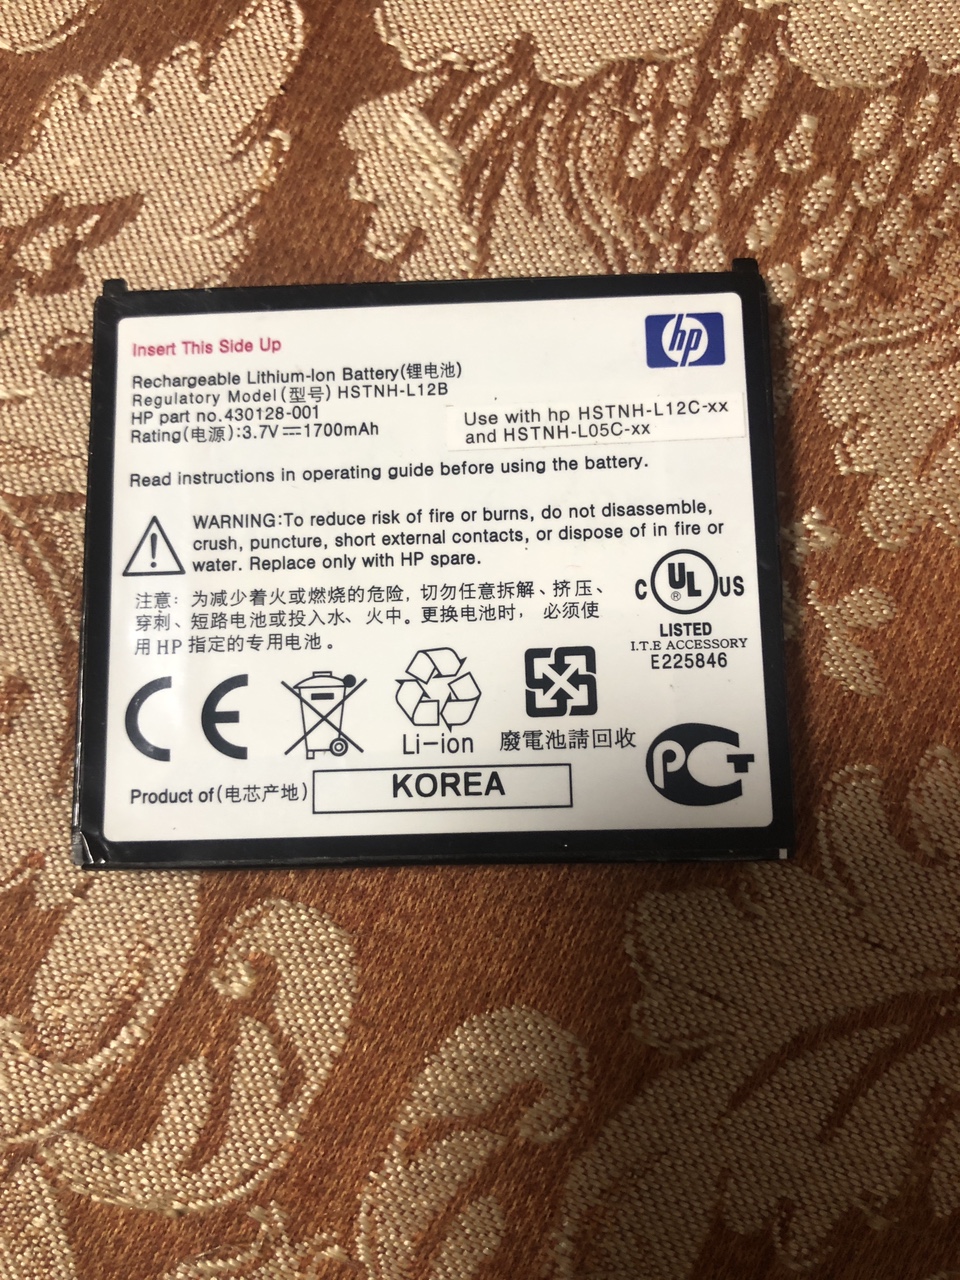 Insert This Side Up
hp
Rechargeable Lithium-Ion Battery(锂电池)
Regulatory Model(型号) HSTNH-L12B
HP part no.430128-001
Rating(电源):3.7V⎓1700mAh
Use with hp HSTNH-L12C-xx
and HSTNH-L05C-xx
Read instructions in operating guide before using the battery.
WARNING:To reduce risk of fire or burns, do not disassemble,
crush, puncture, short external contacts, or dispose of in fire or
water. Replace only with HP spare.
注意: 为减少着火或燃烧的危险，切勿任意拆解、挤压、
穿刺、短路电池或投入水、火中。更换电池时，必须使
用 HP 指定的专用电池。
C UL ® US
LISTED
I.T.E ACCESSORY
E225846
CE
Li-ion
廢電池請回收
PCT
Product of(电芯产地)
KOREA